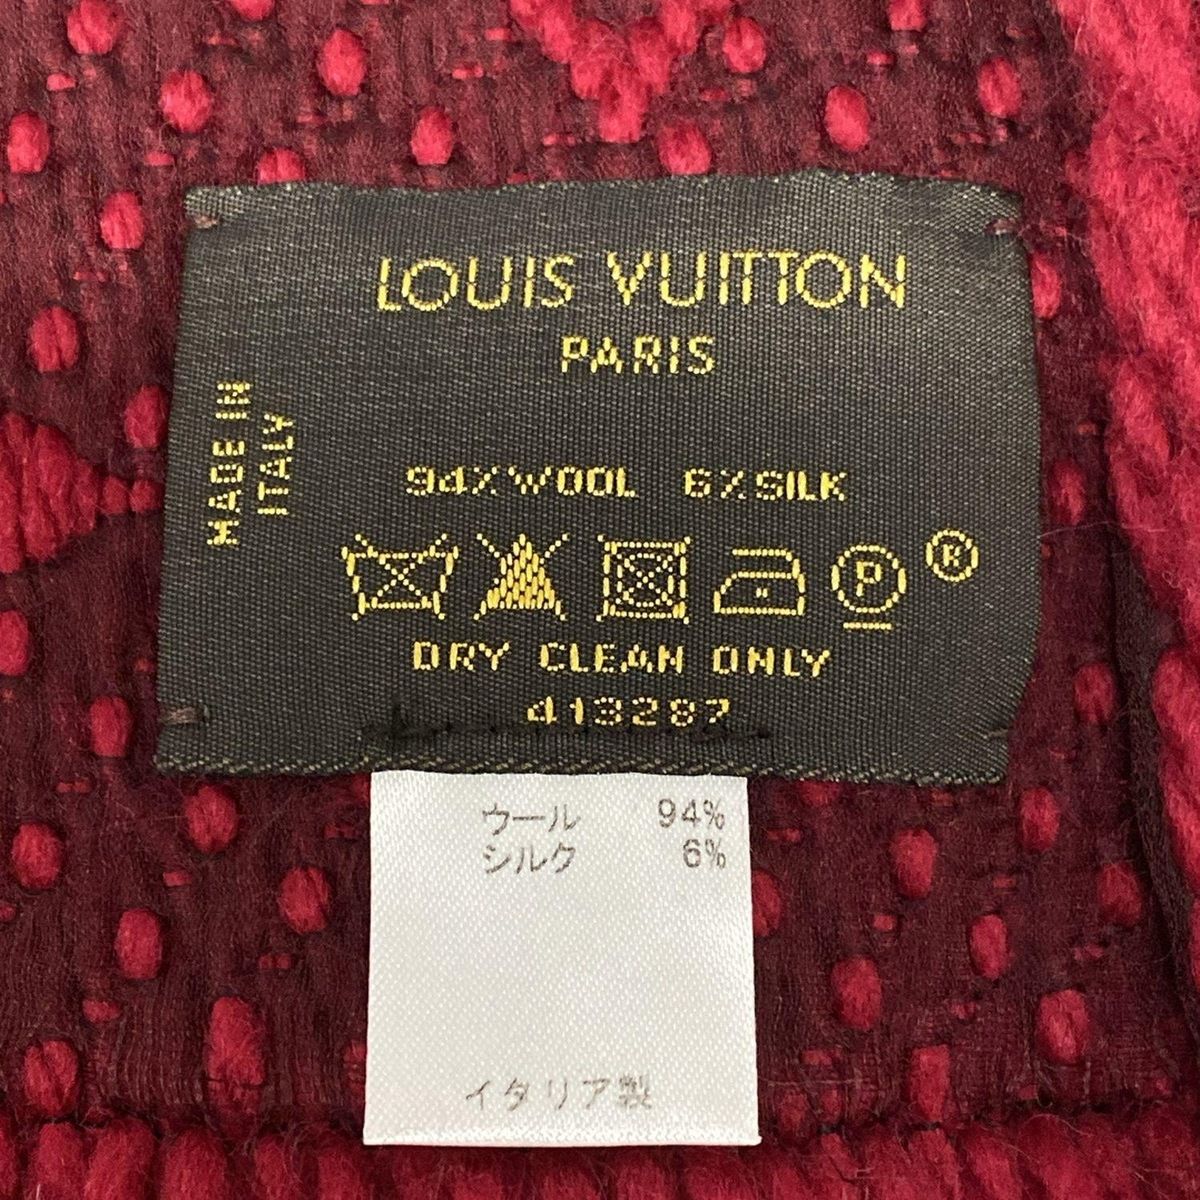 LOUIS VUITTON
PARIS
MADE IN
ITALY
94%WOOL 6%SILK
P ®
DRY CLEAN ONLY
413287
ウール 94%
シルク 6%
イタリア製